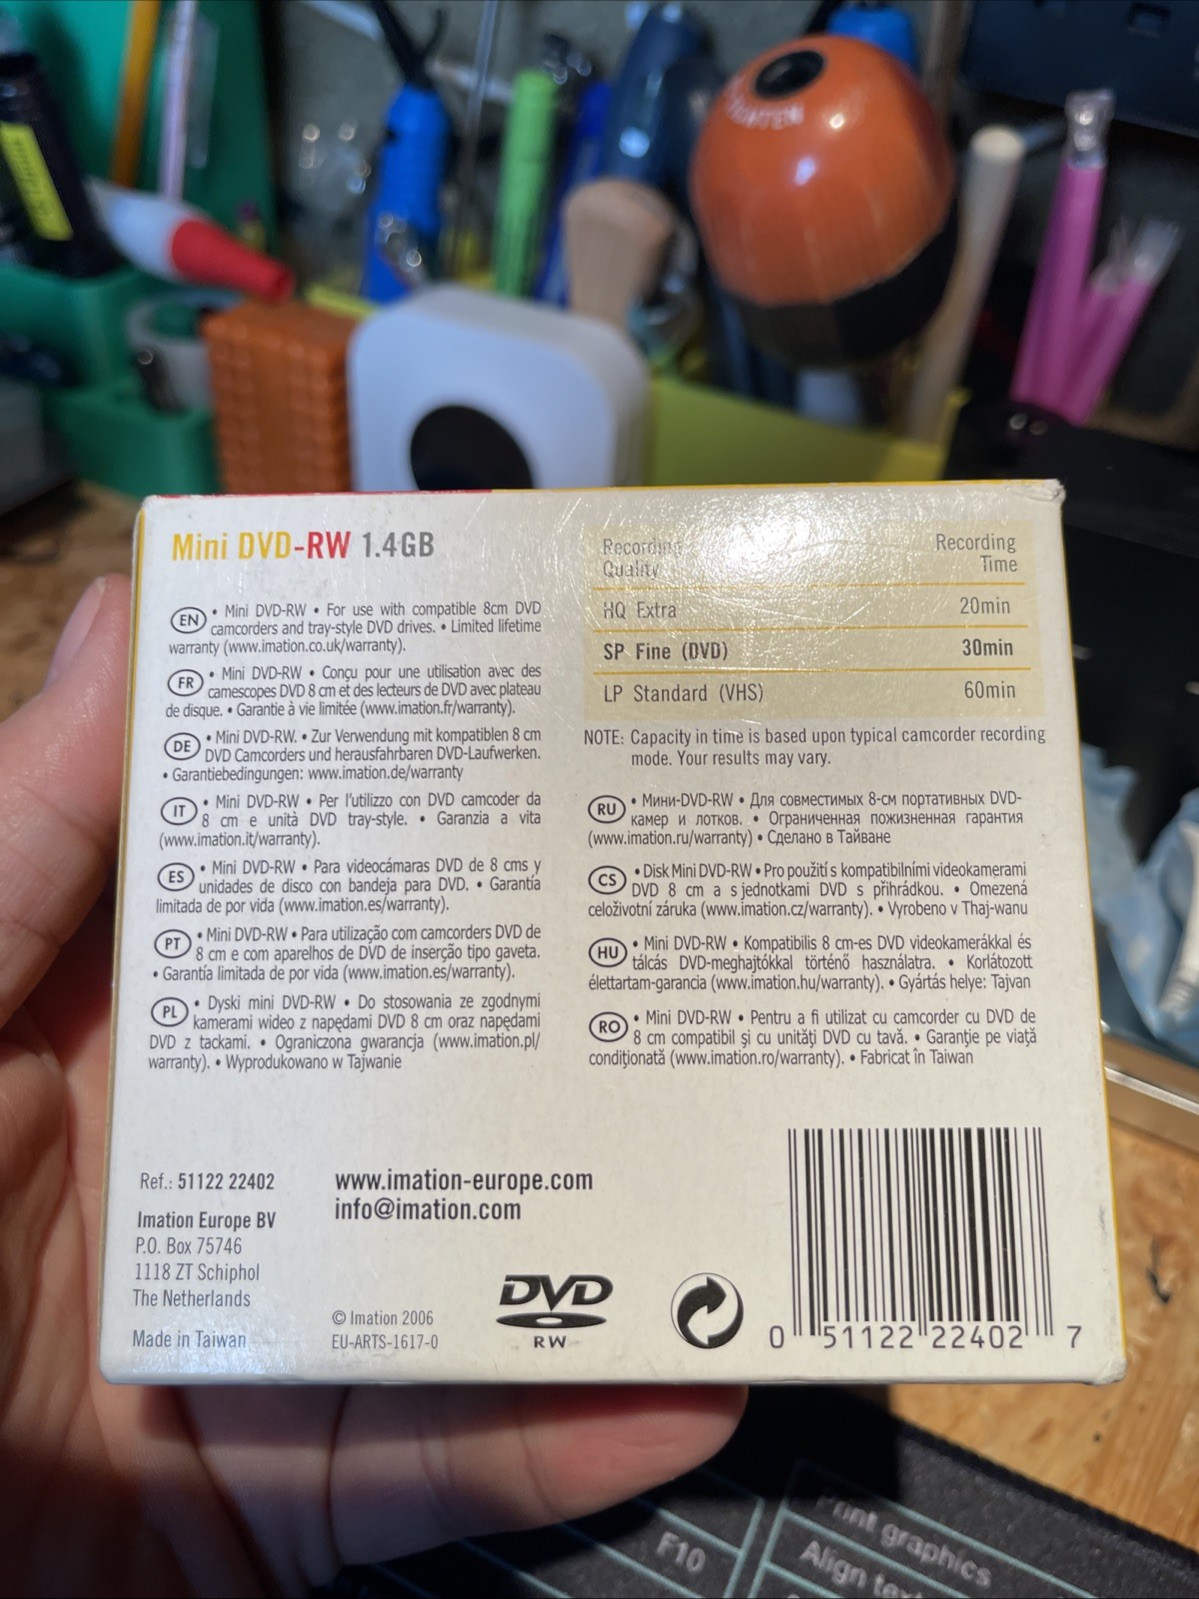 Mini DVD-RW 1.4GB
EN • Mini DVD-RW • For use with compatible 8cm DVD
camcorders and tray-style DVD drives. • Limited lifetime
warranty (www.imation.co.uk/warranty).
FR • Mini DVD-RW • Conçu pour une utilisation avec des
camescopes DVD 8 cm et des lecteurs de DVD avec plateau
de disque. • Garantie à vie limitée (www.imation.fr/warranty).
DE • Mini DVD-RW. • Zur Verwendung mit kompatiblen 8 cm
DVD Camcorders und herausfahrbaren DVD-Laufwerken.
• Garantiebedingungen: www.imation.de/warranty
IT • Mini DVD-RW • Per l'utilizzo con DVD camcoder da
8 cm e unità DVD tray-style. • Garanzia a vita
(www.imation.it/warranty).
ES • Mini DVD-RW • Para videocámaras DVD de 8 cms y
unidades de disco con bandeja para DVD. • Garantía
limitada de por vida (www.imation.es/warranty).
PT • Mini DVD-RW • Para utilização com camcorders DVD de
8 cm e com aparelhos de DVD de inserção tipo gaveta.
• Garantía limitada de por vida (www.imation.es/warranty).
PL • Dyski mini DVD-RW • Do stosowania ze zgodnymi
kamerami wideo z napędami DVD 8 cm oraz napędami
DVD z tackami. • Ograniczona gwarancja (www.imation.pl/
warranty). • Wyprodukowano w Tajwanie
Recording Quality Recording Time
HQ Extra 20min
SP Fine (DVD) 30min
LP Standard (VHS) 60min
NOTE: Capacity in time is based upon typical camcorder recording
mode. Your results may vary.
RU • Мини-DVD-RW • Для совместимых 8-см портативных DVD-
камер и лотков. • Ограниченная пожизненная гарантия
(www.imation.ru/warranty) • Сделано в Тайване
CS • Disk Mini DVD-RW • Pro použití s kompatibilními videokamerami
DVD 8 cm a s jednotkami DVD s přihrádkou. • Omezená
celoživotní záruka (www.imation.cz/warranty). • Vyrobeno v Thaj-wanu
HU • Mini DVD-RW • Kompatibilis 8 cm-es DVD videokamerákkal és
tálcás DVD-meghajtókkal történő használatra. • Korlátozott
élettartam-garancia (www.imation.hu/warranty). • Gyártás helye: Tajvan
RO • Mini DVD-RW • Pentru a fi utilizat cu camcorder cu DVD de
8 cm compatibil şi cu unităţi DVD cu tavă. • Garanţie pe viaţă
condiţionată (www.imation.ro/warranty). • Fabricat în Taiwan
Ref.: 51122 22402
Imation Europe BV
P.O. Box 75746
1118 ZT Schiphol
The Netherlands
Made in Taiwan
www.imation-europe.com
info@imation.com
© Imation 2006
EU-ARTS-1617-0
DVD
RW
0 51122 22402 7
F10
Print graphics
Align